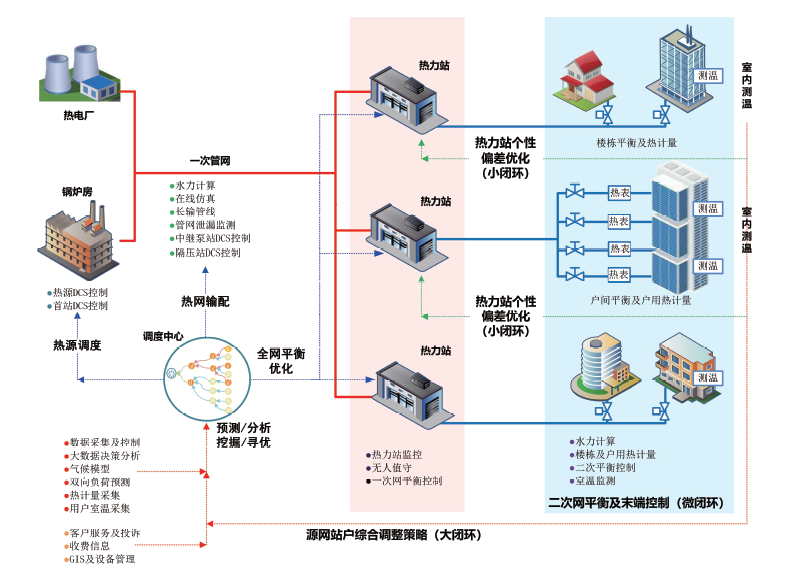 热电厂
锅炉房
热源DCS控制
首站DCS控制
热源调度
一次管网
水力计算
在线仿真
长输管线
管网泄漏监测
中继泵站DCS控制
隔压站DCS控制
热网输配
调度中心
全网平衡
优化
预测/分析
挖掘/寻优
数据采集及控制
大数据决策分析
气候模型
双向负荷预测
热计量采集
用户室温采集
客户服务及投诉
收费信息
GIS及设备管理
热力站
热力站
热力站
热力站监控
无人值守
一次网平衡控制
热力站个性
偏差优化
(小闭环)
热力站个性
偏差优化
(小闭环)
测温
楼栋平衡及热计量
热表
热表
热表
热表
测温
测温
户间平衡及户用热计量
测温
水力计算
楼栋及户用热计量
二次平衡控制
室温监测
二次网平衡及末端控制（微闭环）
室内测温
室内测温
源网站户综合调整策略（大闭环）